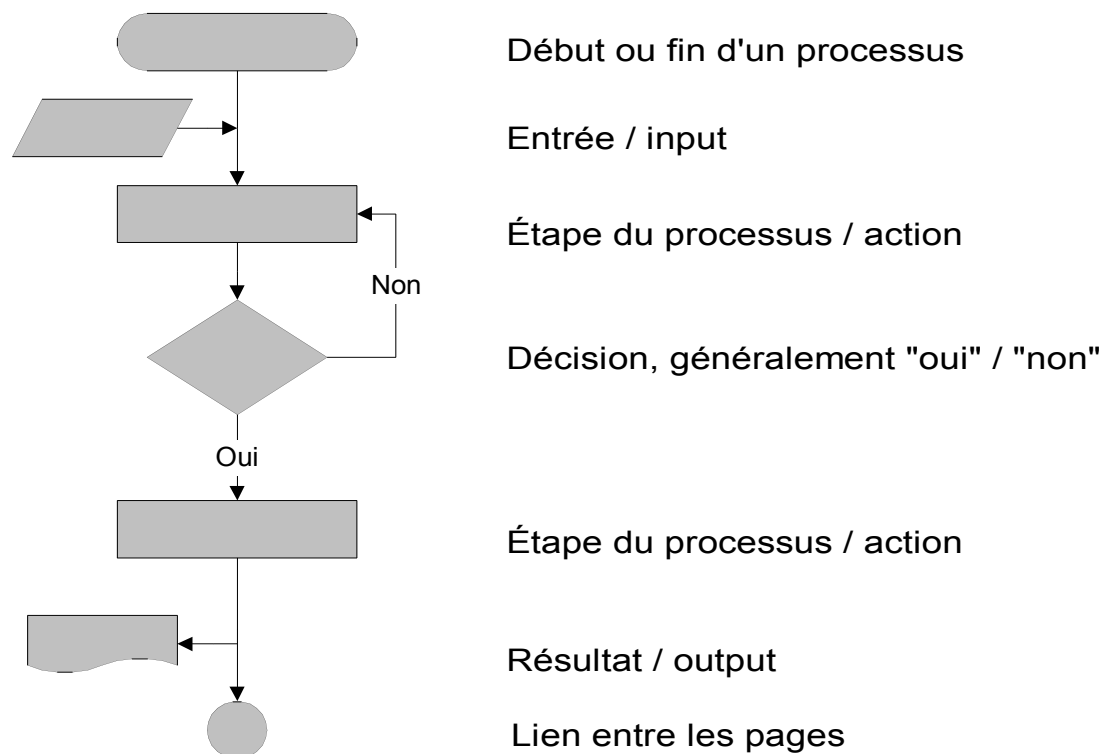 Début ou fin d'un processus
Entrée / input
Étape du processus / action
Non
Décision, généralement "oui" / "non"
Oui
Étape du processus / action
Résultat / output
Lien entre les pages